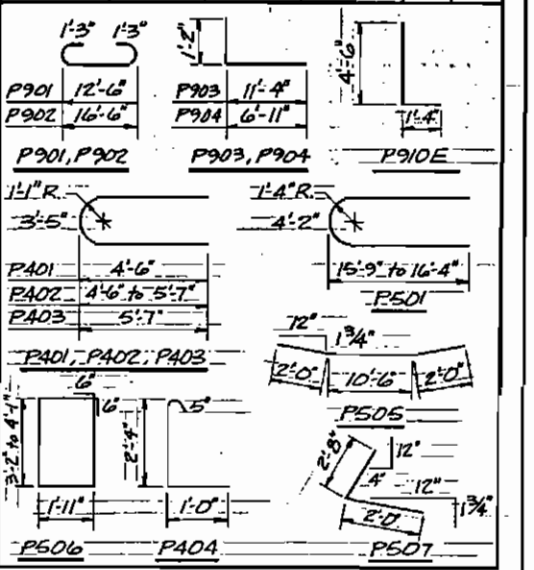 1'-3" 1'-3"
P901 12'-6"
P902 16'-6"
P901, P902
1'-2"
P903 11'-4"
P904 6'-11"
P903, P904
4'-6"
1'-4"
P910E
1'-1" R.
3'-5"
P401 4'-6"
P402 4'-6" to 5'-7"
P403 5'-7"
P401, P402, P403
1'-4" R.
4'-2"
15'-9" to 16'-4"
P501
12"
1 3/4"
2'-0" 10'-6" 2'-0"
P505
6"
6"
3'-2" to 4'-1"
1'-11"
P506
5"
2'-4"
1'-0"
P404
2'-8"
12"
4"
12"
1 3/4"
2'-0"
P507